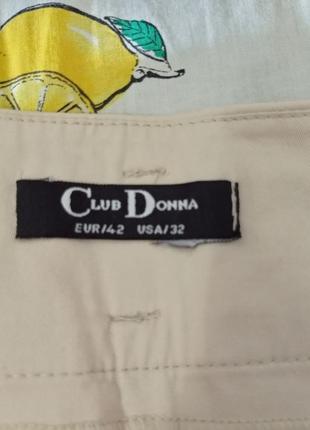 CLUB DONNA
EUR/42 USA/32